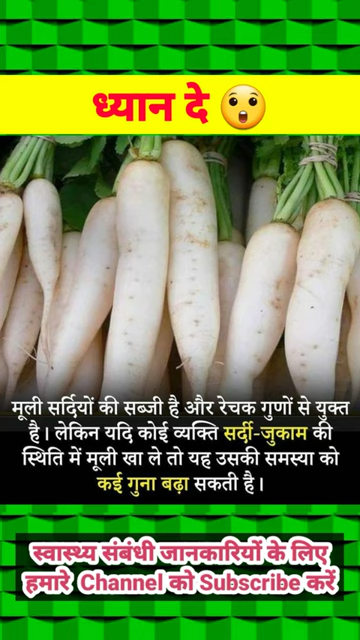 ध्यान दे 😲
मूली सर्दियों की सब्जी है और रेचक गुणों से युक्त
है। लेकिन यदि कोई व्यक्ति सर्दी-जुकाम की
स्थिति में मूली खा ले तो यह उसकी समस्या को
कई गुना बढ़ा सकती है।
स्वास्थ्य संबंधी जानकारियों के लिए
हमारे Channel को Subscribe करें